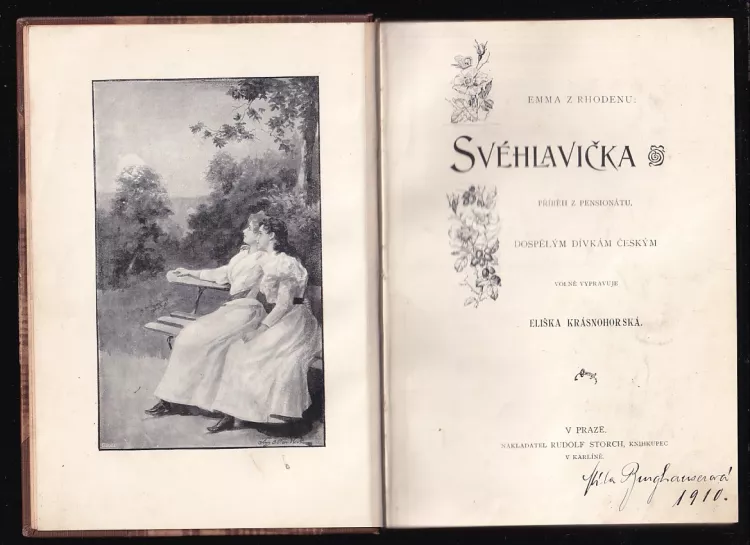 EMMA Z RHODENU:
SVÉHLAVIČKA
PŘÍBĚH Z PENSIONÁTU,
DOSPĚLÝM DÍVKÁM ČESKÝM
VOLNĚ VYPRAVUJE
ELIŠKA KRÁSNOHORSKÁ.
V PRAZE.
NAKLADATEL RUDOLF STORCH, KNIHKUPEC
V KARLÍNĚ.
Burghauserová
1910.